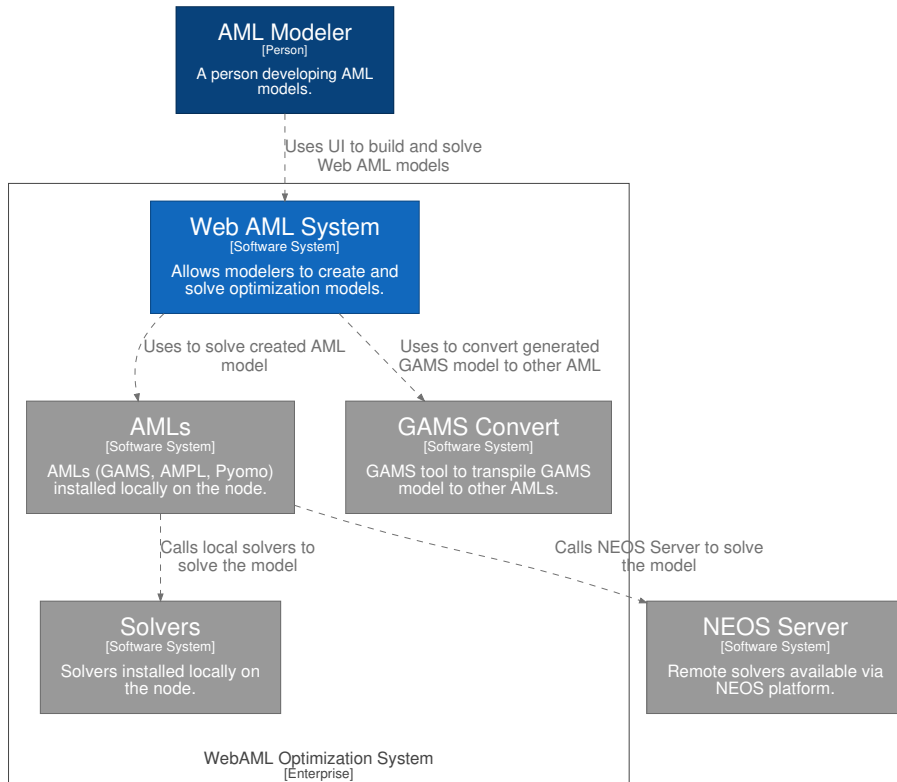 AML Modeler
[Person]
A person developing AML
models.
Uses UI to build and solve
Web AML models
Web AML System
[Software System]
Allows modelers to create and
solve optimization models.
Uses to solve created AML
model
Uses to convert generated
GAMS model to other AML
AMLs
[Software System]
AMLs (GAMS, AMPL, Pyomo)
installed locally on the node.
GAMS Convert
[Software System]
GAMS tool to transpile GAMS
model to other AMLs.
Calls local solvers to
solve the model
Calls NEOS Server to solve
the model
Solvers
[Software System]
Solvers installed locally on
the node.
NEOS Server
[Software System]
Remote solvers available via
NEOS platform.
WebAML Optimization System
[Enterprise]